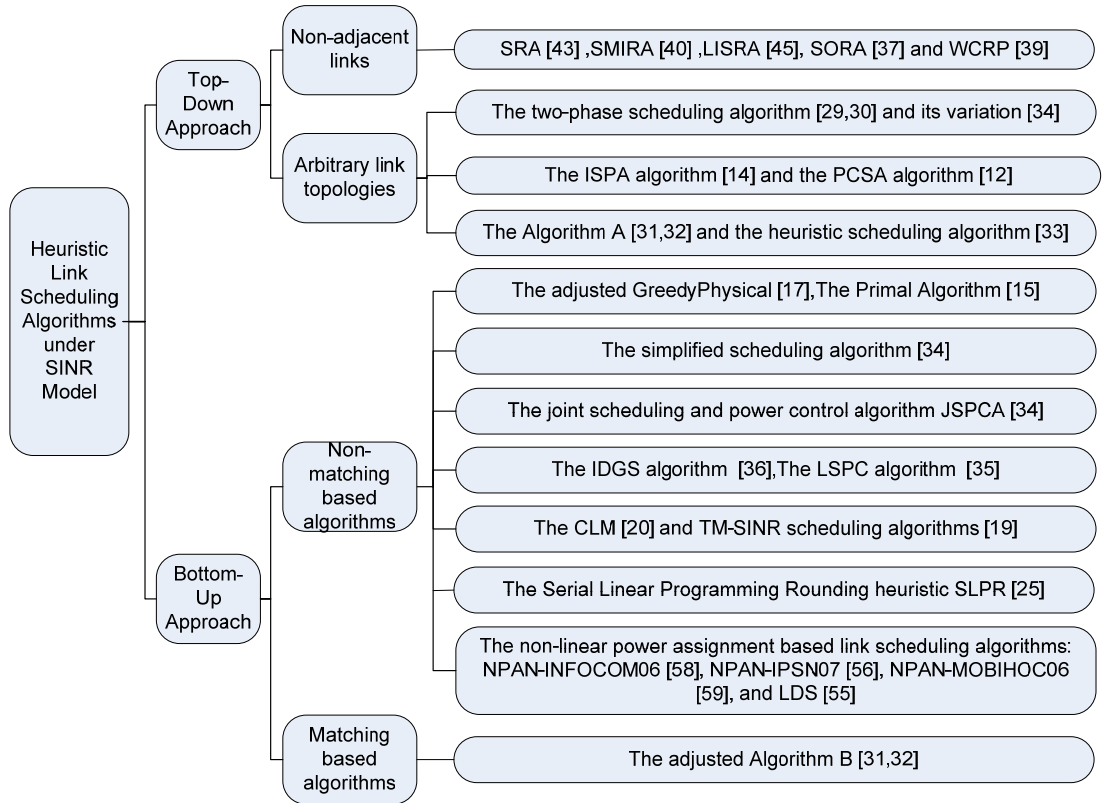 Heuristic
Link
Scheduling
Algorithms
under
SINR
Model
Top-
Down
Approach
Non-adjacent
links
SRA [43] ,SMIRA [40] ,LISRA [45], SORA [37] and WCRP [39]
Arbitrary link
topologies
The two-phase scheduling algorithm [29,30] and its variation [34]
The ISPA algorithm [14] and the PCSA algorithm [12]
The Algorithm A [31,32] and the heuristic scheduling algorithm [33]
Bottom-
Up
Approach
Non-
matching
based
algorithms
The adjusted GreedyPhysical [17],The Primal Algorithm [15]
The simplified scheduling algorithm [34]
The joint scheduling and power control algorithm JSPCA [34]
The IDGS algorithm [36],The LSPC algorithm [35]
The CLM [20] and TM-SINR scheduling algorithms [19]
The Serial Linear Programming Rounding heuristic SLPR [25]
The non-linear power assignment based link scheduling algorithms:
NPAN-INFOCOM06 [58], NPAN-IPSN07 [56], NPAN-MOBIHOC06
[59], and LDS [55]
Matching
based
algorithms
The adjusted Algorithm B [31,32]